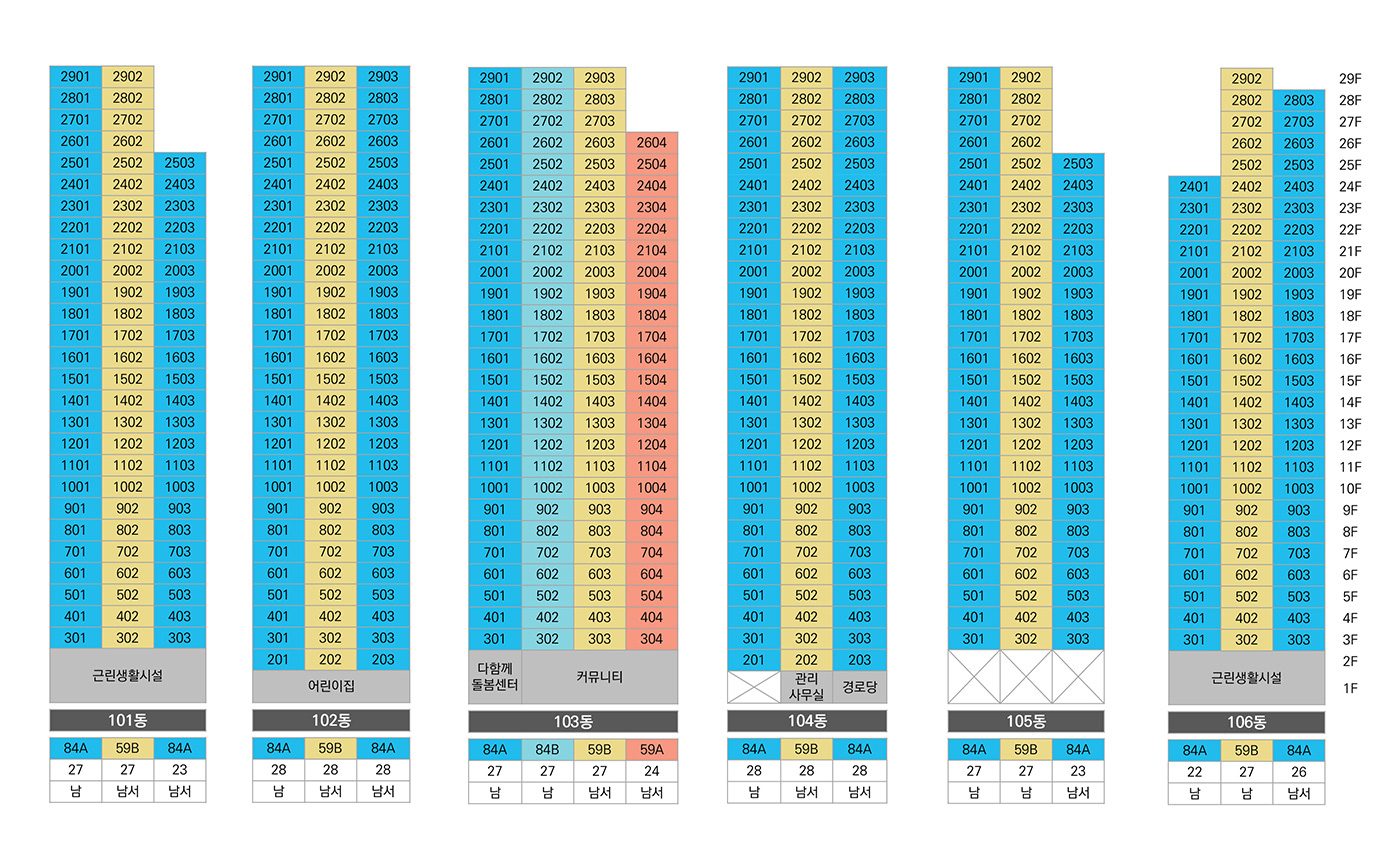 2901 2902 2901 2902 2903 2901 2902 2903 2901 2902 2903 2901 2902 2902 29F
2801 2802 2801 2802 2803 2801 2802 2803 2801 2802 2803 2801 2802 2802 2803 28F
2701 2702 2701 2702 2703 2701 2702 2703 2701 2702 2703 2701 2702 2702 2703 27F
2601 2602 2601 2602 2603 2601 2602 2603 2604 2601 2602 2603 2601 2602 2602 2603 26F
2501 2502 2503 2501 2502 2503 2501 2502 2503 2504 2501 2502 2503 2501 2502 2503 2502 2503 25F
2401 2402 2403 2401 2402 2403 2401 2402 2403 2404 2401 2402 2403 2401 2402 2403 2401 2402 2403 24F
2301 2302 2303 2301 2302 2303 2301 2302 2303 2304 2301 2302 2303 2301 2302 2303 2301 2302 2303 23F
2201 2202 2203 2201 2202 2203 2201 2202 2203 2204 2201 2202 2203 2201 2202 2203 2201 2202 2203 22F
2101 2102 2103 2101 2102 2103 2101 2102 2103 2104 2101 2102 2103 2101 2102 2103 2101 2102 2103 21F
2001 2002 2003 2001 2002 2003 2001 2002 2003 2004 2001 2002 2003 2001 2002 2003 2001 2002 2003 20F
1901 1902 1903 1901 1902 1903 1901 1902 1903 1904 1901 1902 1903 1901 1902 1903 1901 1902 1903 19F
1801 1802 1803 1801 1802 1803 1801 1802 1803 1804 1801 1802 1803 1801 1802 1803 1801 1802 1803 18F
1701 1702 1703 1701 1702 1703 1701 1702 1703 1704 1701 1702 1703 1701 1702 1703 1701 1702 1703 17F
1601 1602 1603 1601 1602 1603 1601 1602 1603 1604 1601 1602 1603 1601 1602 1603 1601 1602 1603 16F
1501 1502 1503 1501 1502 1503 1501 1502 1503 1504 1501 1502 1503 1501 1502 1503 1501 1502 1503 15F
1401 1402 1403 1401 1402 1403 1401 1402 1403 1404 1401 1402 1403 1401 1402 1403 1401 1402 1403 14F
1301 1302 1303 1301 1302 1303 1301 1302 1303 1304 1301 1302 1303 1301 1302 1303 1301 1302 1303 13F
1201 1202 1203 1201 1202 1203 1201 1202 1203 1204 1201 1202 1203 1201 1202 1203 1201 1202 1203 12F
1101 1102 1103 1101 1102 1103 1101 1102 1103 1104 1101 1102 1103 1101 1102 1103 1101 1102 1103 11F
1001 1002 1003 1001 1002 1003 1001 1002 1003 1004 1001 1002 1003 1001 1002 1003 1001 1002 1003 10F
901 902 903 901 902 903 901 902 903 904 901 902 903 901 902 903 901 902 903 9F
801 802 803 801 802 803 801 802 803 804 801 802 803 801 802 803 801 802 803 8F
701 702 703 701 702 703 701 702 703 704 701 702 703 701 702 703 701 702 703 7F
601 602 603 601 602 603 601 602 603 604 601 602 603 601 602 603 601 602 603 6F
501 502 503 501 502 503 501 502 503 504 501 502 503 501 502 503 501 502 503 5F
401 402 403 401 402 403 401 402 403 404 401 402 403 401 402 403 401 402 403 4F
301 302 303 301 302 303 301 302 303 304 301 302 303 301 302 303 301 302 303 3F
201 202 203 201 202 203 2F
근린생활시설 어린이집 다함께
돌봄센터 커뮤니티 관리
사무실 경로당 근린생활시설 1F
101동 102동 103동 104동 105동 106동
84A 59B 84A 84A 59B 84A 84A 84B 59B 59A 84A 59B 84A 84A 59B 84A 84A 59B 84A
27 27 23 28 28 28 27 27 27 24 28 28 28 27 27 23 22 27 26
남 남서 남서 남 남서 남서 남 남 남서 남서 남 남서 남서 남 남서 남서 남 남 남서